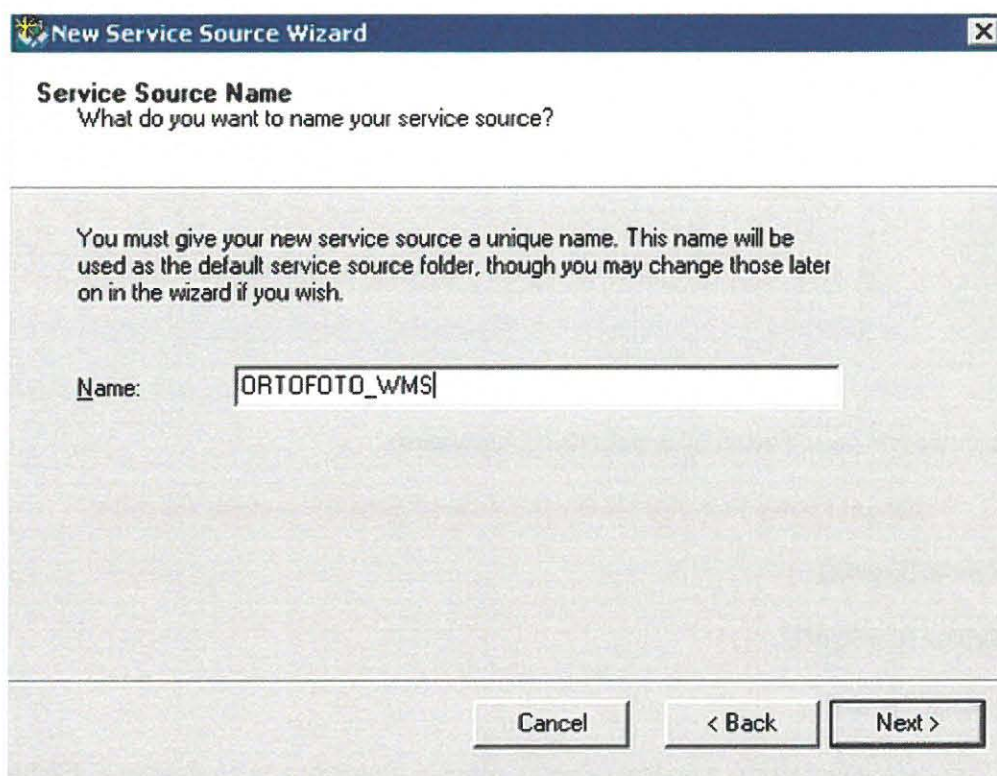 New Service Source Wizard
Service Source Name
What do you want to name your service source?
You must give your new service source a unique name. This name will be
used as the default service source folder, though you may change those later
on in the wizard if you wish.
Name: ORTOFOTO_WMS
Cancel < Back Next >